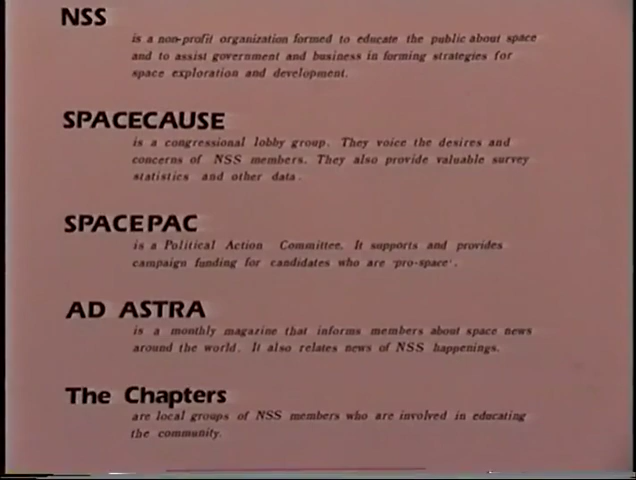 NSS
is a non-profit organization formed to educate the public about space
and to assist government and business in forming strategies for
space exploration and development.
SPACECAUSE
is a congressional lobby group. They voice the desires and
concerns of NSS members. They also provide valuable survey
statistics and other data.
SPACEPAC
is a Political Action Committee. It supports and provides
campaign funding for candidates who are 'pro-space'.
AD ASTRA
is a monthly magazine that informs members about space news
around the world. It also relates news of NSS happenings.
The Chapters
are local groups of NSS members who are involved in educating
the community.